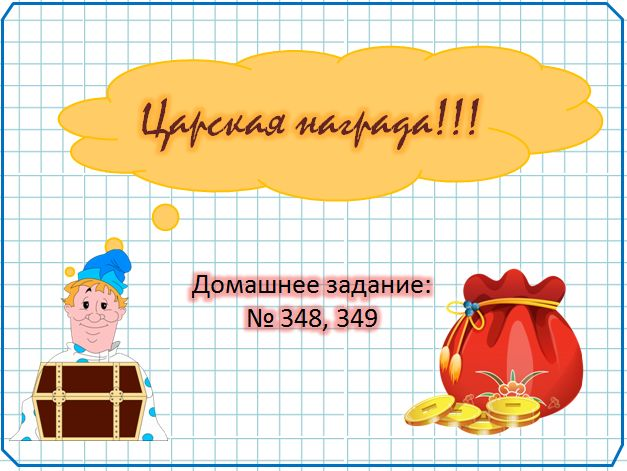 Царская награда!!!
Домашнее задание:
№ 348, 349